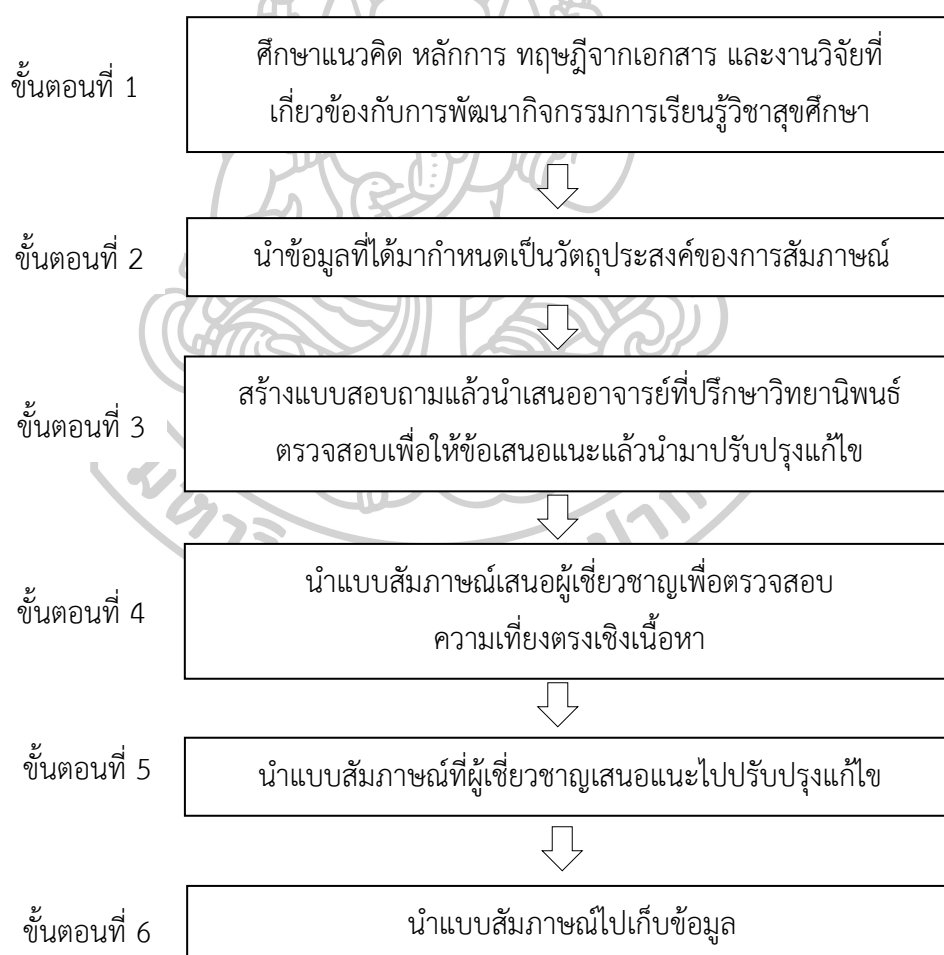 ขั้นตอนที่ 1
ศึกษาแนวคิด หลักการ ทฤษฎีจากเอกสาร และงานวิจัยที่
เกี่ยวข้องกับการพัฒนากิจกรรมการเรียนรู้วิชาสุขศึกษา
ขั้นตอนที่ 2
นำข้อมูลที่ได้มากำหนดเป็นวัตถุประสงค์ของการสัมภาษณ์
ขั้นตอนที่ 3
สร้างแบบสอบถามแล้วนำเสนออาจารย์ที่ปรึกษาวิทยานิพนธ์
ตรวจสอบเพื่อให้ข้อเสนอแนะแล้วนำมาปรับปรุงแก้ไข
ขั้นตอนที่ 4
นำแบบสัมภาษณ์เสนอผู้เชี่ยวชาญเพื่อตรวจสอบ
ความเที่ยงตรงเชิงเนื้อหา
ขั้นตอนที่ 5
นำแบบสัมภาษณ์ที่ผู้เชี่ยวชาญเสนอแนะไปปรับปรุงแก้ไข
ขั้นตอนที่ 6
นำแบบสัมภาษณ์ไปเก็บข้อมูล